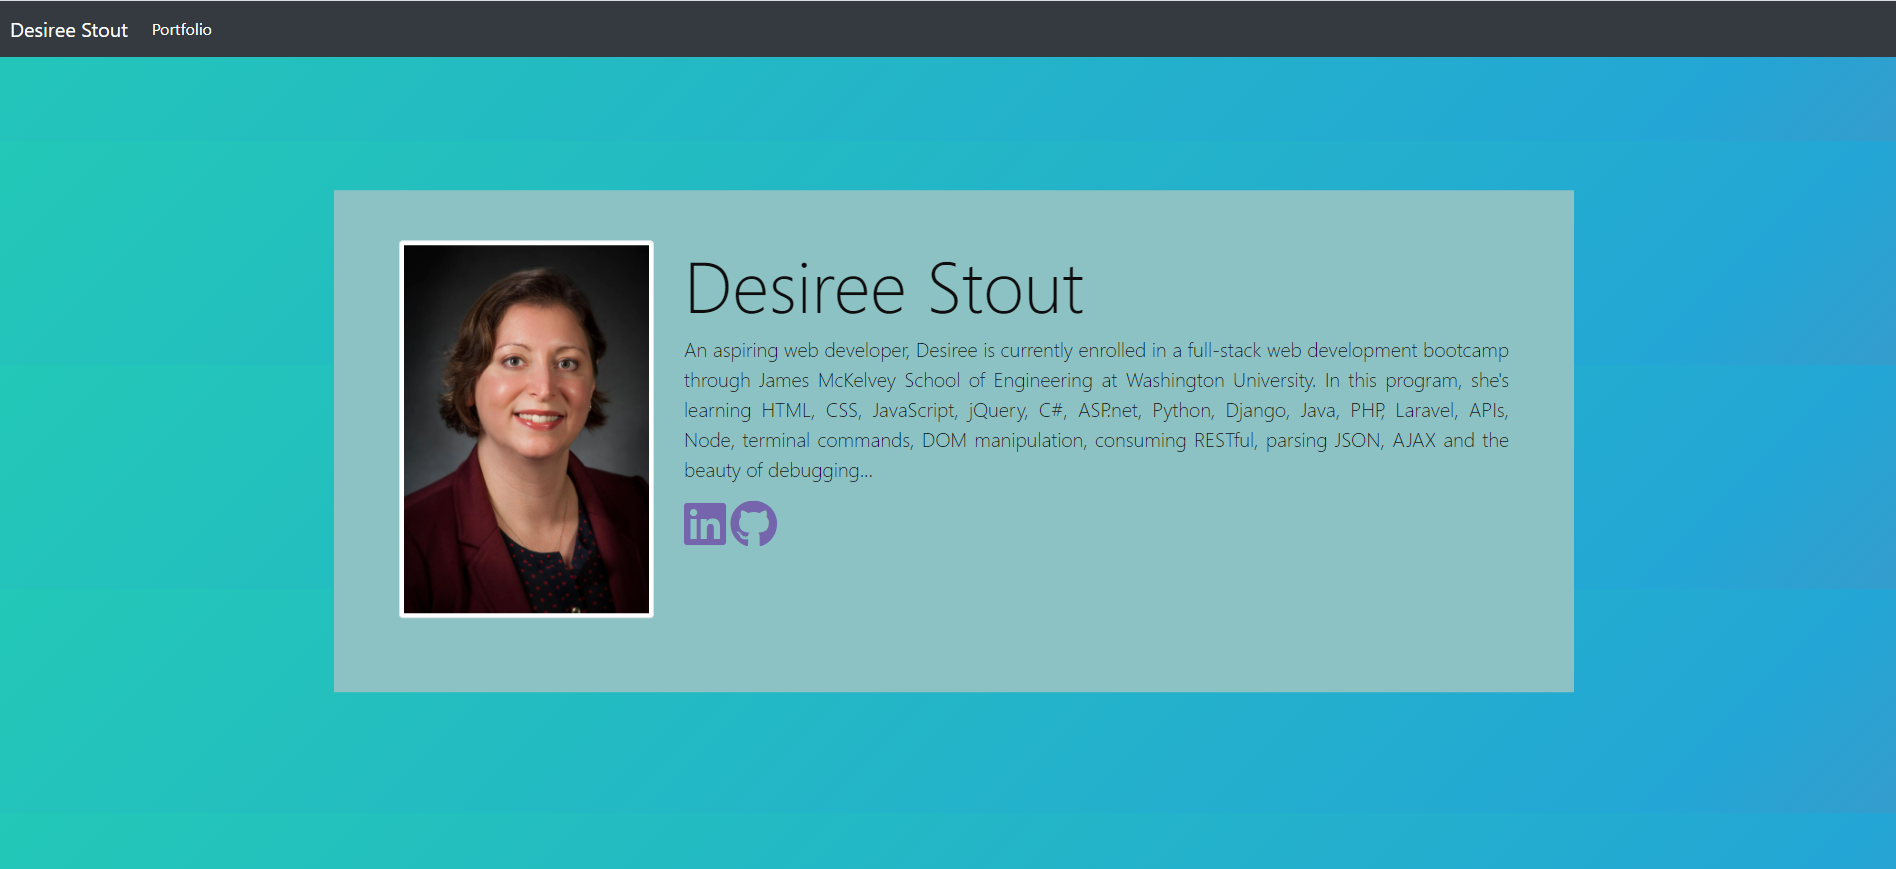 Desiree Stout Portfolio
Desiree Stout
An aspiring web developer, Desiree is currently enrolled in a full-stack web development bootcamp
through James McKelvey School of Engineering at Washington University. In this program, she's
learning HTML, CSS, JavaScript, jQuery, C#, ASP.net, Python, Django, Java, PHP, Laravel, APIs,
Node, terminal commands, DOM manipulation, consuming RESTful, parsing JSON, AJAX and the
beauty of debugging...
in